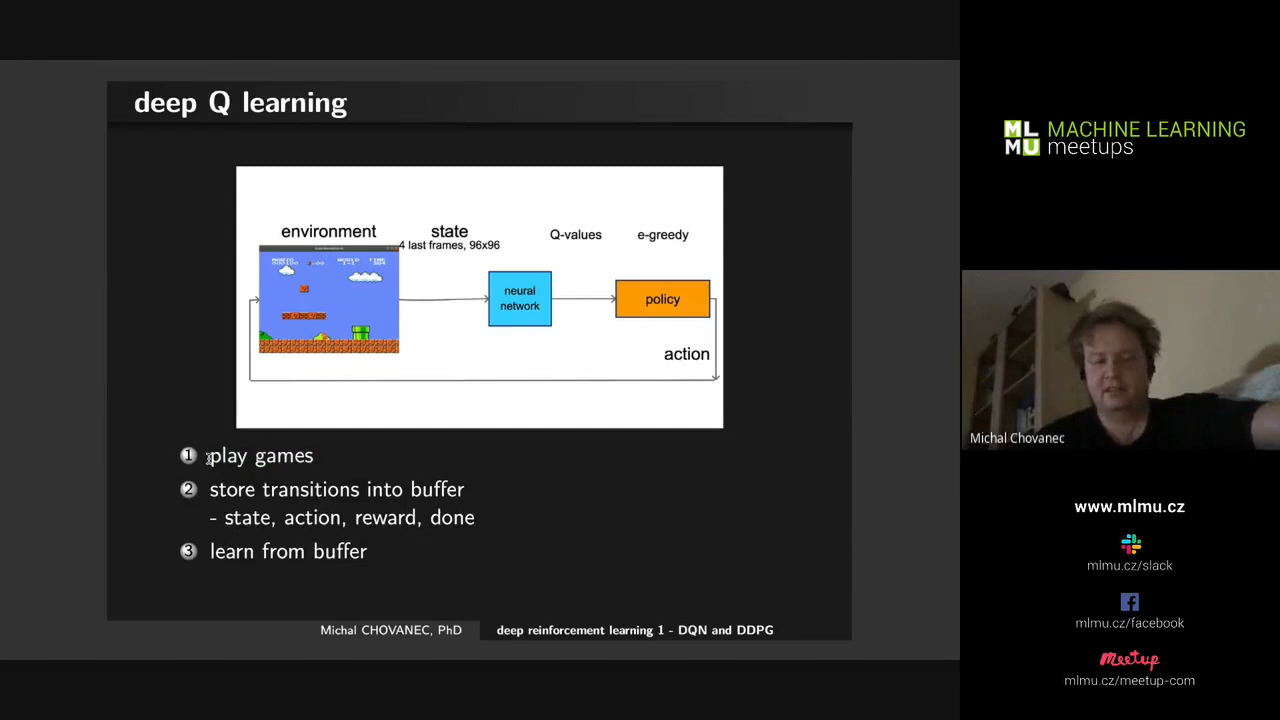 deep Q learning
environment
state
4 last frames, 96x96
Q-values
e-greedy
neural
network
policy
action
1 play games
2 store transitions into buffer
- state, action, reward, done
3 learn from buffer
Michal CHOVANEC, PhD
deep reinforcement learning 1 - DQN and DDPG
ML
MU
MACHINE LEARNING
meetups
Michal Chovanec
www.mlmu.cz
mlmu.cz/slack
mlmu.cz/facebook
Meetup
mlmu.cz/meetup-com